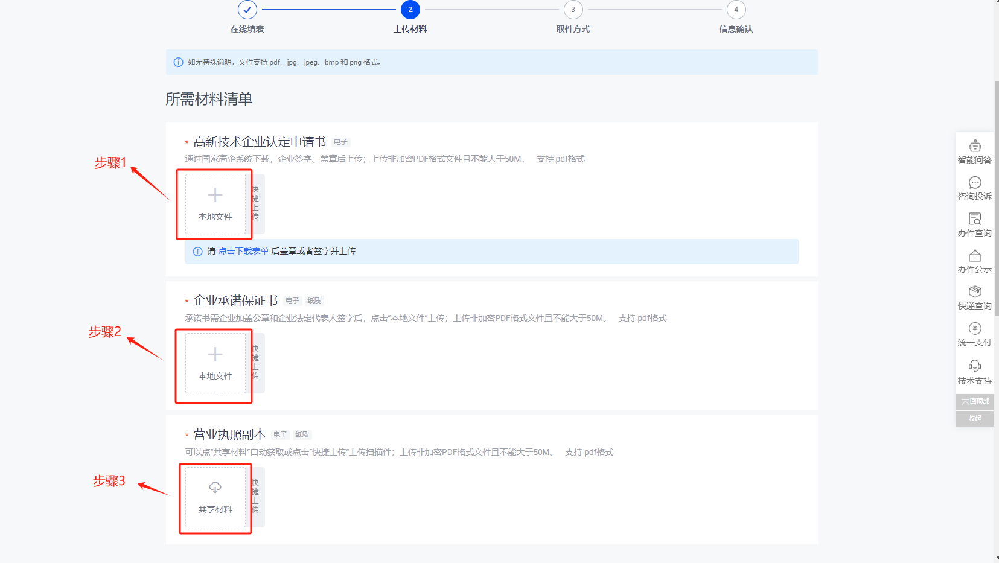 2
3
4
在线填表
上传材料
取件方式
信息确认
如无特殊说明，文件支持 pdf、jpg、jpeg、bmp 和 png 格式。
所需材料清单
* 高新技术企业认定申请书 电子
通过国家高企系统下载，企业签字、盖章后上传；上传非加密PDF格式文件且不能大于50M。 支持 pdf格式
步骤1
本地文件
快捷上传
请 点击下载表单 后盖章或者签字并上传
* 企业承诺保证书 电子 纸质
承诺书需企业加盖公章和企业法定代表人签字后，点击"本地文件"上传；上传非加密PDF格式文件且不能大于50M。 支持 pdf格式
步骤2
本地文件
快捷上传
* 营业执照副本 电子 纸质
可以点"共享材料"自动获取或点击"快捷上传"上传扫描件；上传非加密PDF格式文件且不能大于50M。 支持 pdf格式
步骤3
共享材料
快捷上传
智能问答
咨询投诉
办件查询
办件公示
快递查询
统一支付
技术支持
回顶部
收起